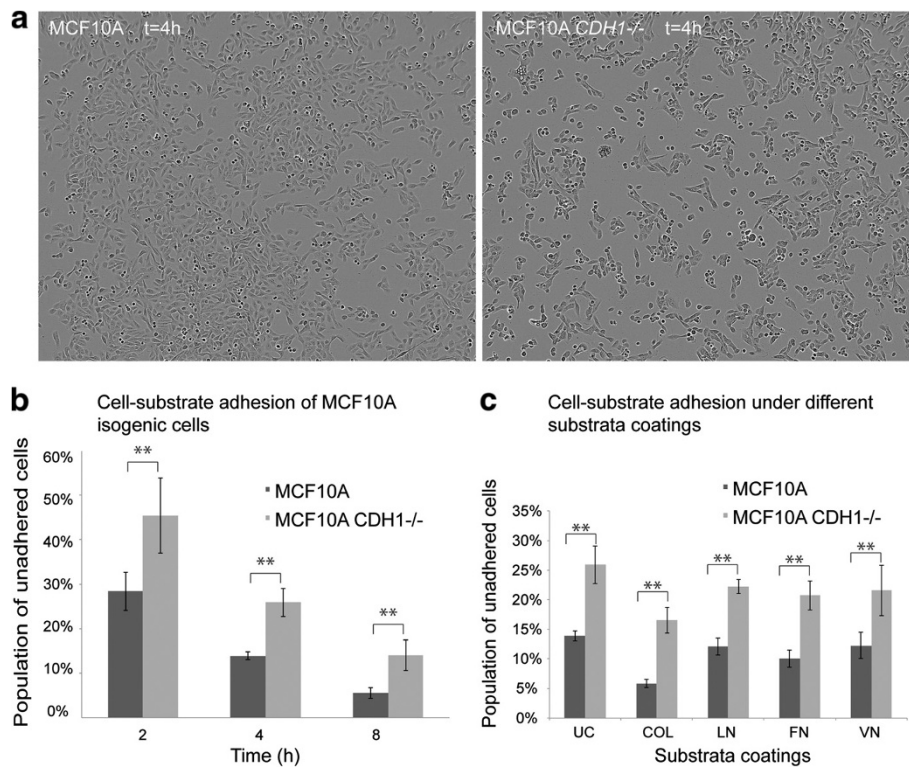 a
MCF10A t=4h
MCF10A CDH1-/- t=4h
b
Cell-substrate adhesion of MCF10A
isogenic cells
Population of unadhered cells
60%
50%
40%
30%
20%
10%
0%
**
**
**
MCF10A
MCF10A CDH1-/-
2
4
8
Time (h)
c
Cell-substrate adhesion under different
substrata coatings
Population of unadhered cells
35%
30%
25%
20%
15%
10%
5%
0%
MCF10A
MCF10A CDH1-/-
**
**
**
**
**
UC
COL
LN
FN
VN
Substrata coatings